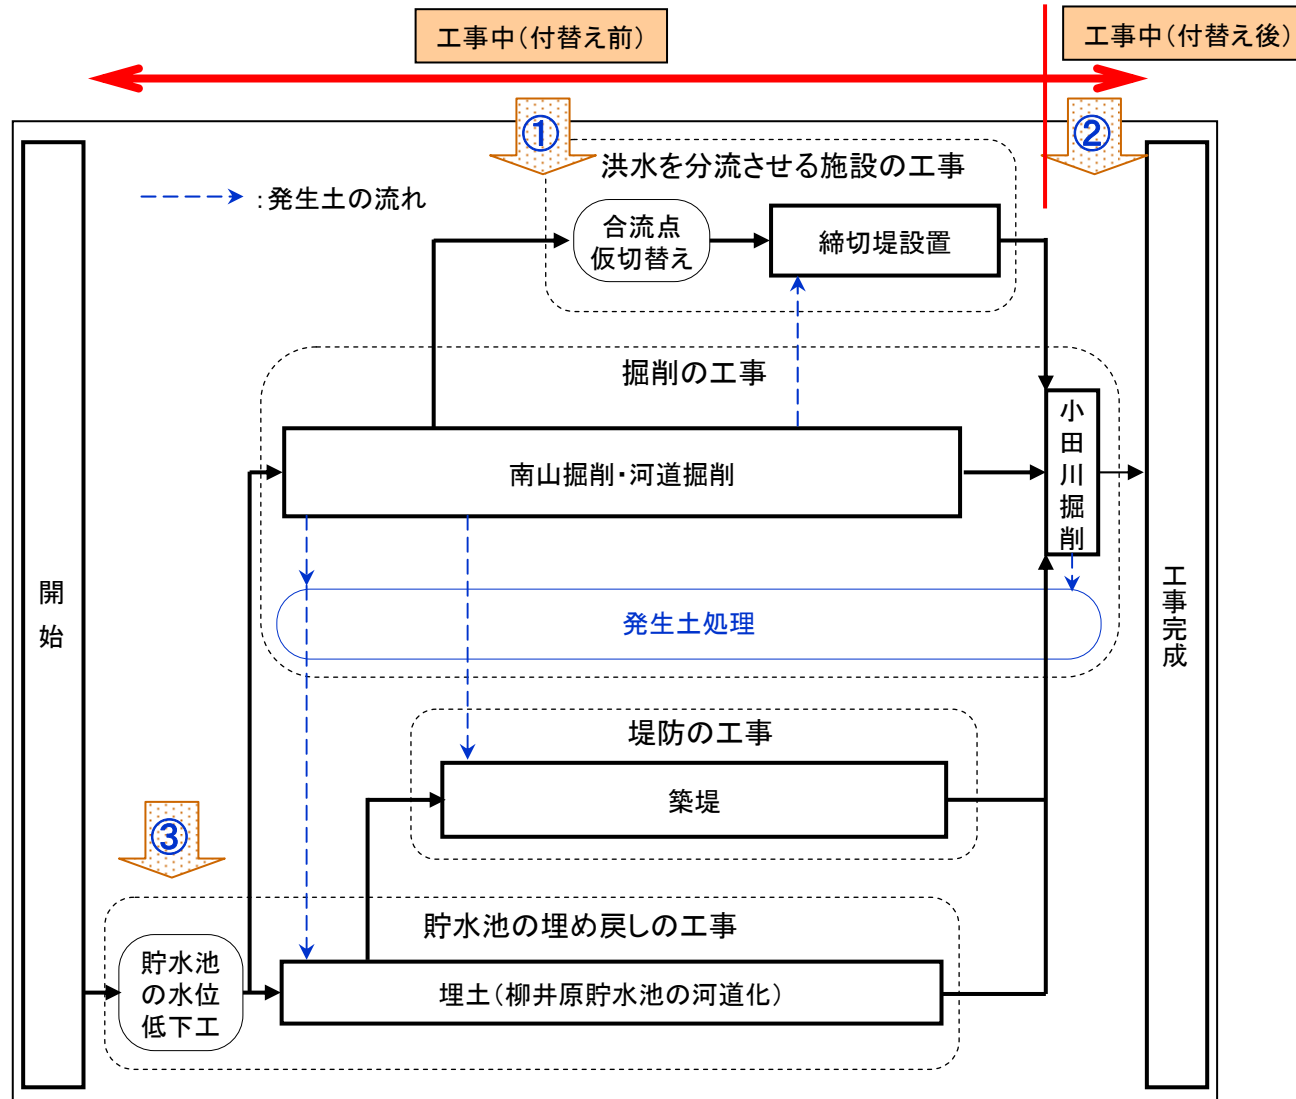 工事中（付替え前）
工事中（付替え後）
①
②
洪水を分流させる施設の工事
：発生土の流れ
合流点
仮切替え
締切堤設置
掘削の工事
南山掘削・河道掘削
小田川掘削
開始
発生土処理
工事完成
堤防の工事
築堤
③
貯水池の埋め戻しの工事
貯水池
の水位
低下工
埋土（柳井原貯水池の河道化）